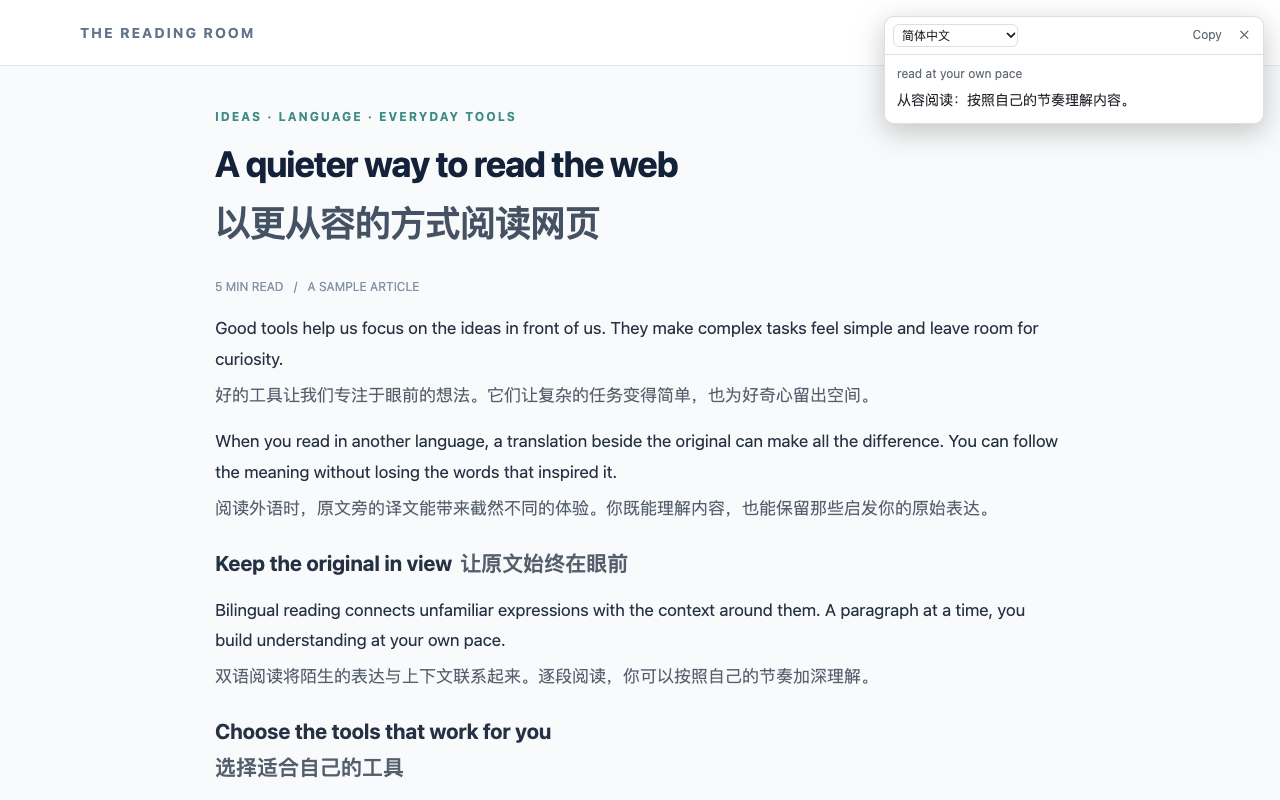 THE READING ROOM
简体中文
Copy
×
read at your own pace
从容阅读：按照自己的节奏理解内容。
IDEAS · LANGUAGE · EVERYDAY TOOLS
A quieter way to read the web
以更从容的方式阅读网页
5 MIN READ / A SAMPLE ARTICLE
Good tools help us focus on the ideas in front of us. They make complex tasks feel simple and leave room for
curiosity.
好的工具让我们专注于眼前的想法。它们让复杂的任务变得简单，也为好奇心留出空间。
When you read in another language, a translation beside the original can make all the difference. You can follow
the meaning without losing the words that inspired it.
阅读外语时，原文旁的译文能带来截然不同的体验。你既能理解内容，也能保留那些启发你的原始表达。
Keep the original in view 让原文始终在眼前
Bilingual reading connects unfamiliar expressions with the context around them. A paragraph at a time, you
build understanding at your own pace.
双语阅读将陌生的表达与上下文联系起来。逐段阅读，你可以按照自己的节奏加深理解。
Choose the tools that work for you
选择适合自己的工具